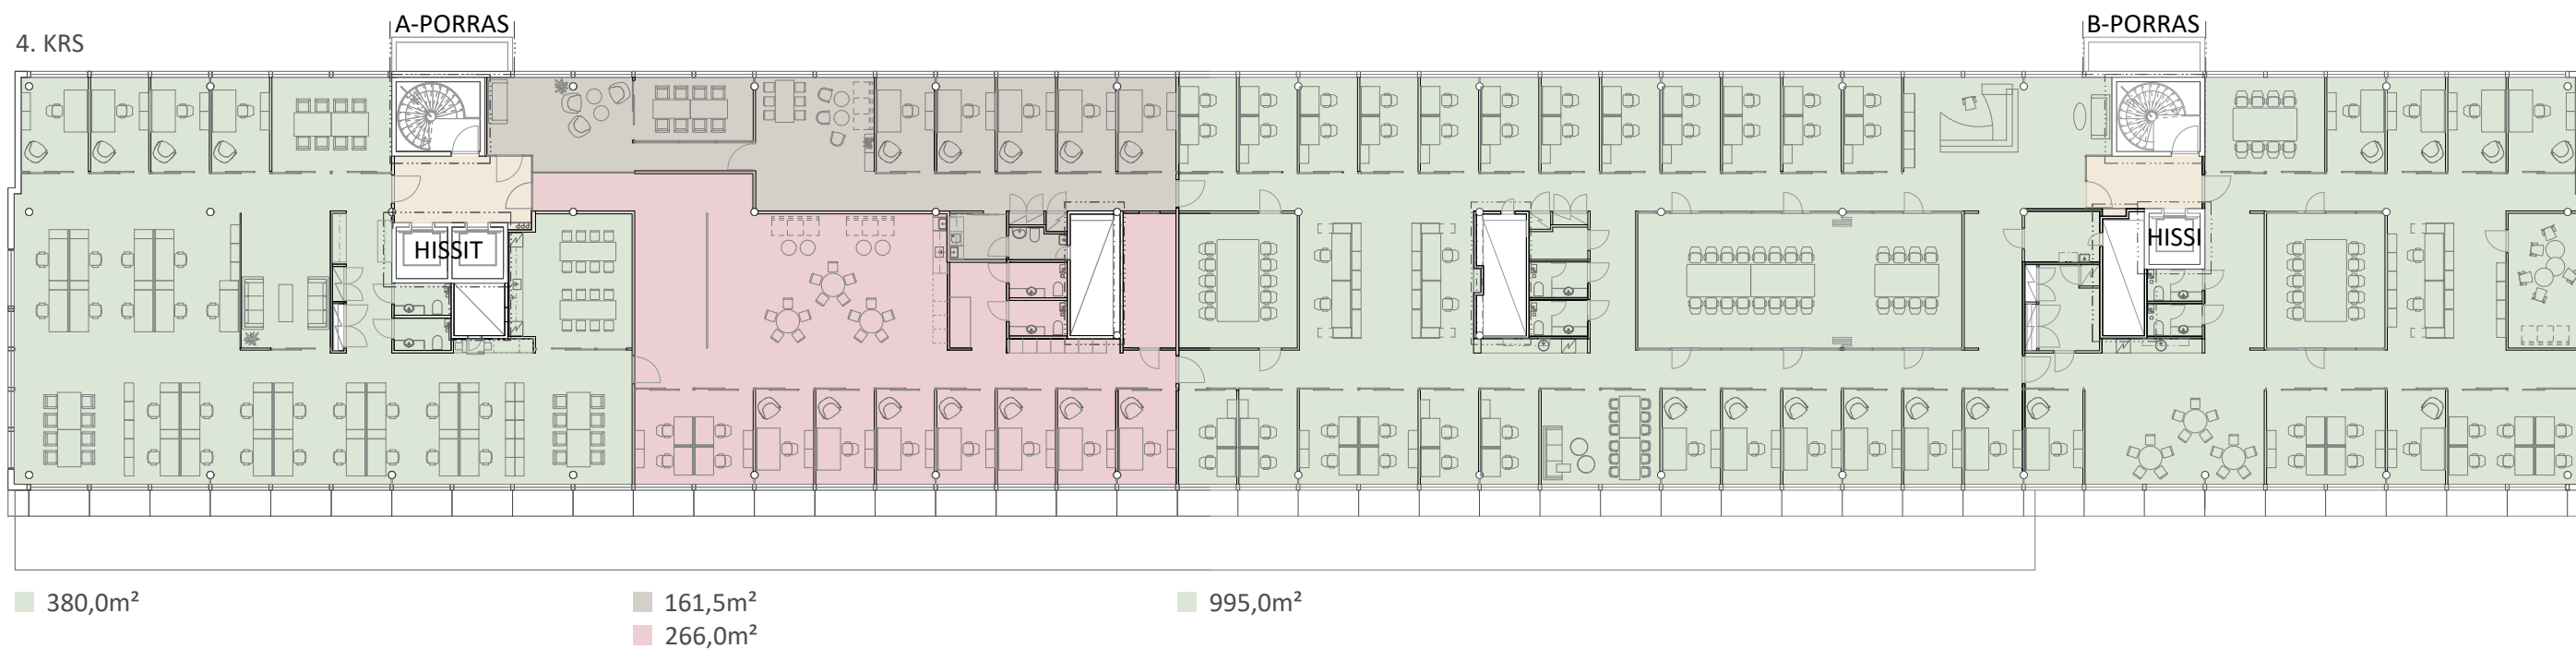 A-PORRAS
B-PORRAS
4. KRS
HISSIT
HISSI
380,0m²
161,5m²
995,0m²
266,0m²